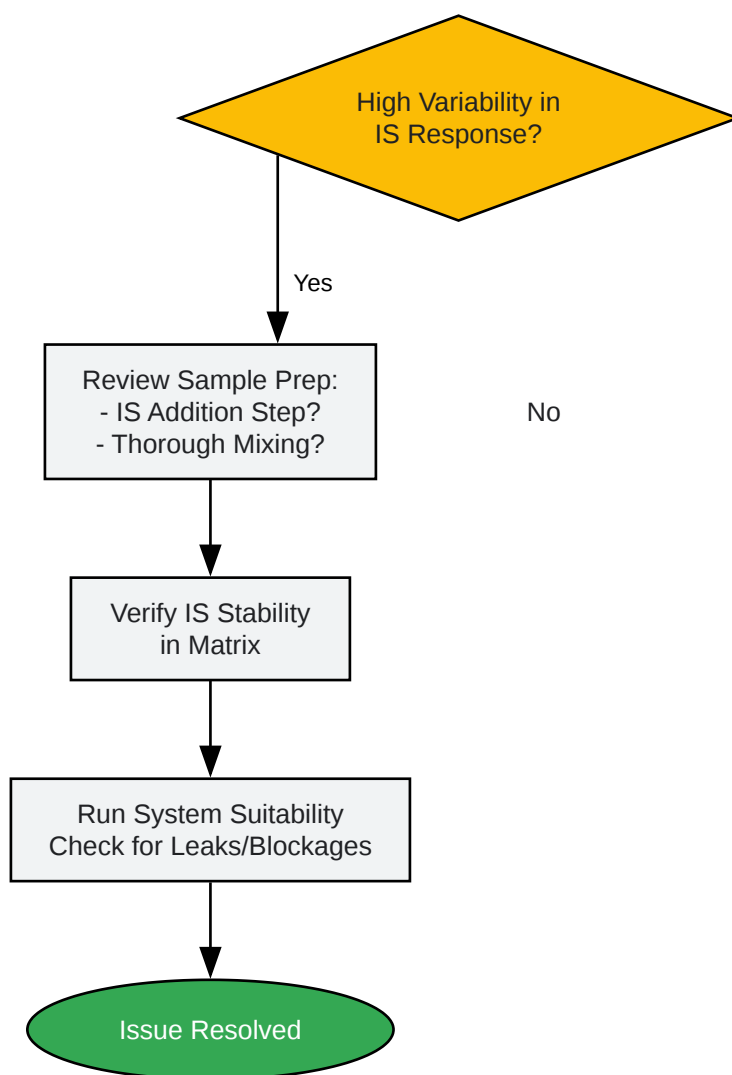 High Variability in
IS Response?
Yes
Review Sample Prep:
- IS Addition Step?
- Thorough Mixing?
No
Verify IS Stability
in Matrix
Run System Suitability
Check for Leaks/Blockages
Issue Resolved